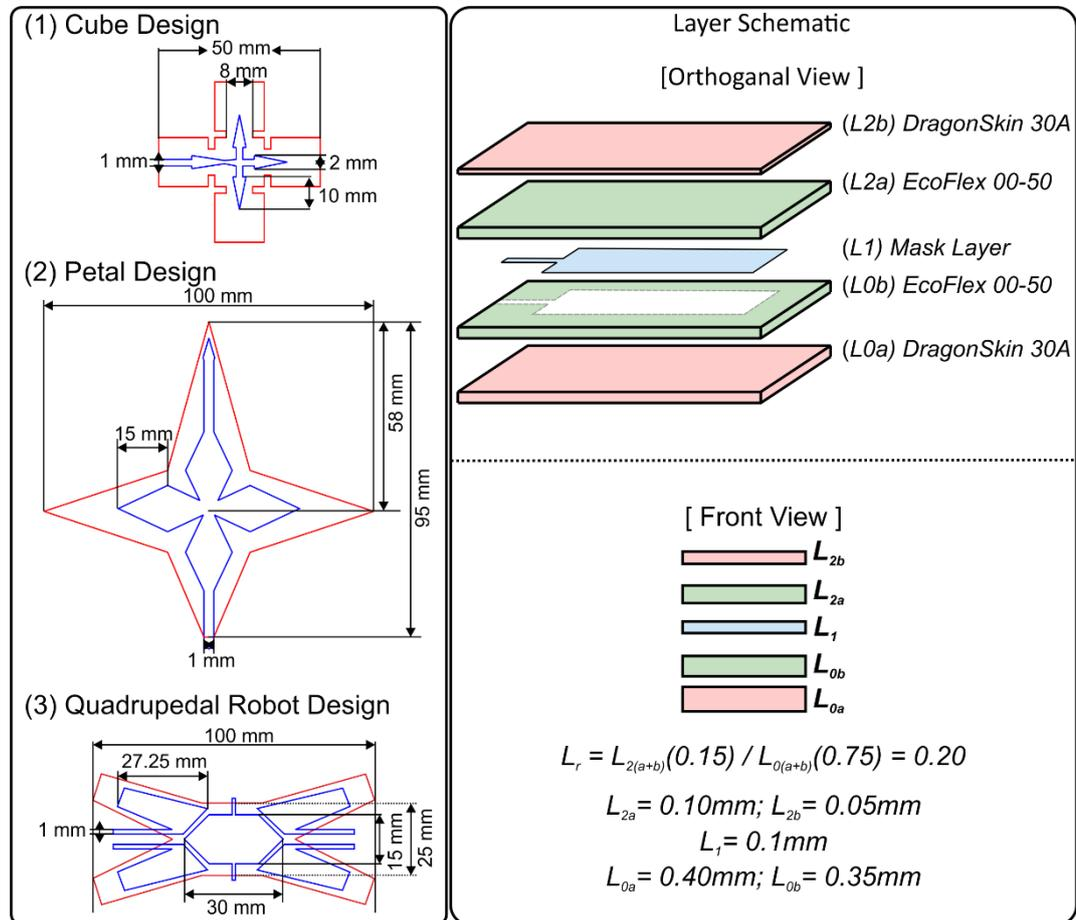 (1) Cube Design
50 mm
8 mm
1 mm
2 mm
10 mm
(2) Petal Design
100 mm
58 mm
15 mm
95 mm
1 mm
(3) Quadrupedal Robot Design
100 mm
27.25 mm
1 mm
15 mm
25 mm
30 mm
Layer Schematic
[Orthoganal View ]
(L2b) DragonSkin 30A
(L2a) EcoFlex 00-50
(L1) Mask Layer
(L0b) EcoFlex 00-50
(L0a) DragonSkin 30A
[ Front View ]
L2b
L2a
L1
L0b
L0a
Lr = L2(a+b)(0.15) / L0(a+b)(0.75) = 0.20
L2a= 0.10mm; L2b= 0.05mm
L1= 0.1mm
L0a= 0.40mm; L0b= 0.35mm